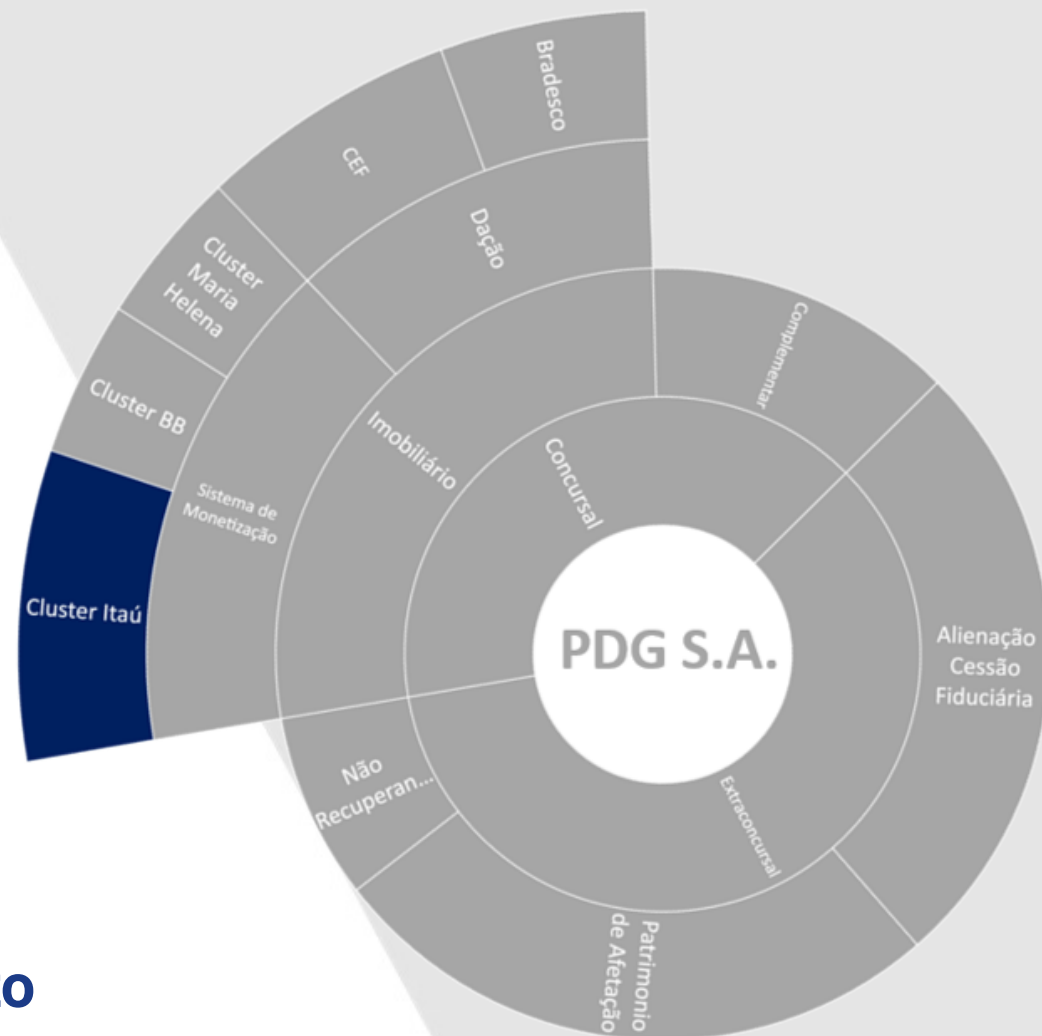 Bradesco
CEF
Dação
Cluster
Maria
Helena
Cluster BB
Cluster Itaú
Sistema de
Monetização
Imobiliário
Concursal
Complementar
PDG S.A.
Alienação
Cessão
Fiduciária
Extraconcursal
Não
Recuperan...
Patrimonio
de Afetação